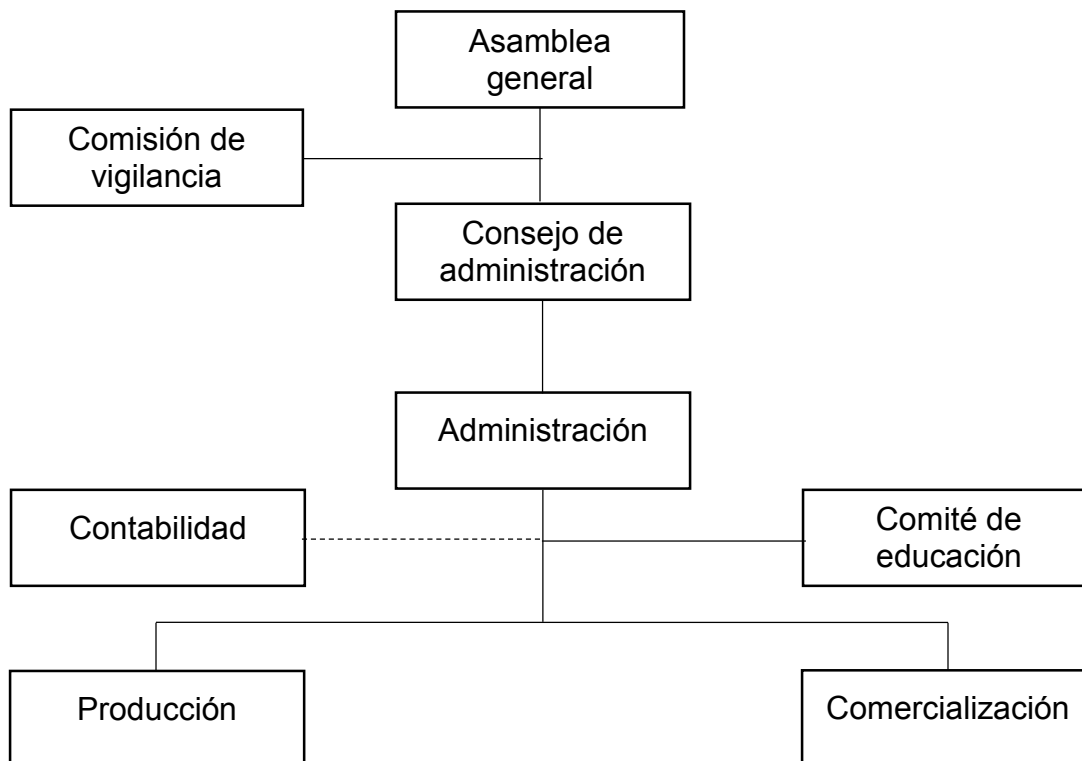 Asamblea
general
Comisión de
vigilancia
Consejo de
administración
Administración
Contabilidad
Comité de
educación
Producción
Comercialización